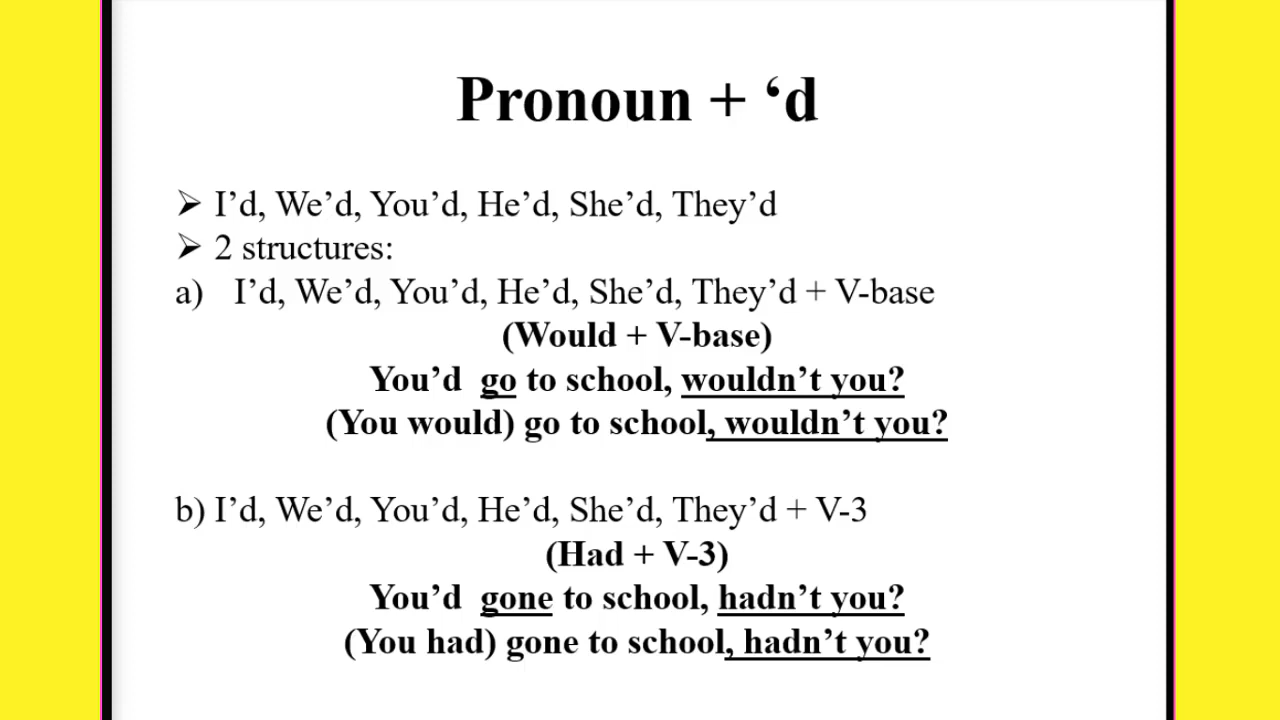 Pronoun + ‘d
➢ I’d, We’d, You’d, He’d, She’d, They’d
➢ 2 structures:
a) I’d, We’d, You’d, He’d, She’d, They’d + V-base
(Would + V-base)
You’d go to school, wouldn’t you?
(You would) go to school, wouldn’t you?
b) I’d, We’d, You’d, He’d, She’d, They’d + V-3
(Had + V-3)
You’d gone to school, hadn’t you?
(You had) gone to school, hadn’t you?